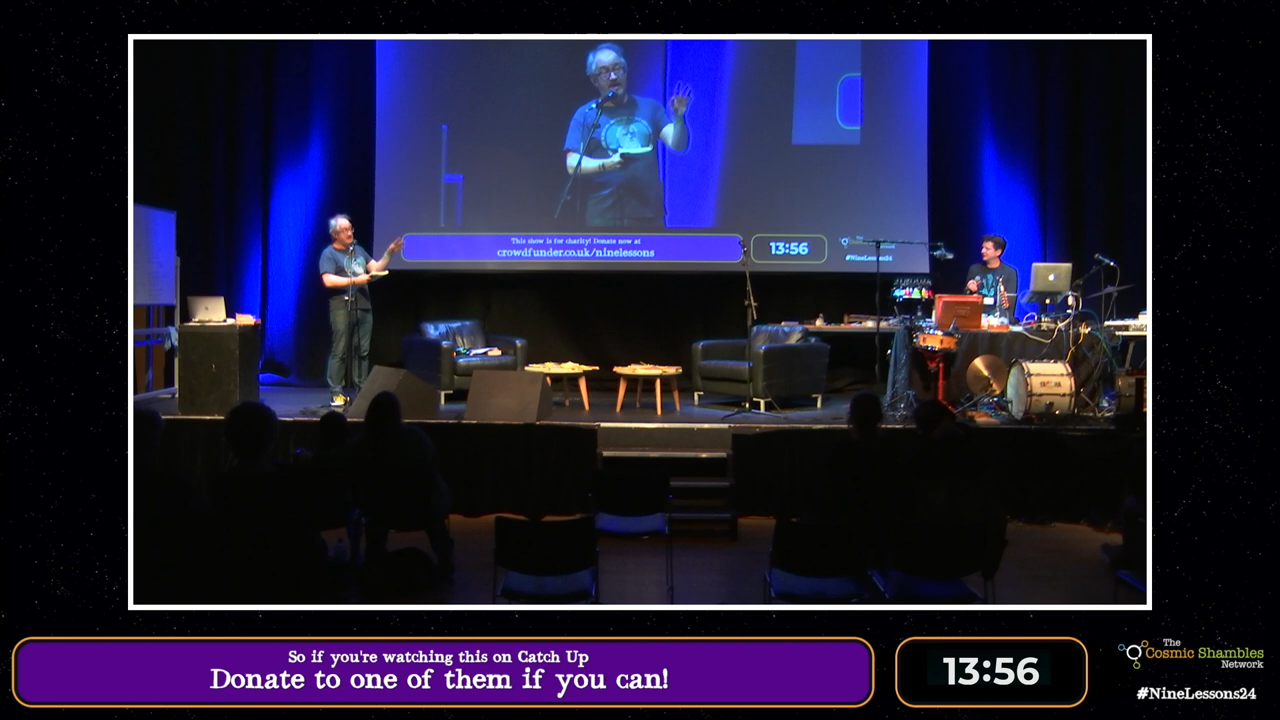 This show is for charity! Donate now at
crowdfunder.co.uk/ninelessons
13:56
#NineLessons24
So if you're watching this on Catch Up
Donate to one of them if you can!
13:56
The
Cosmic Shambles
Network
#NineLessons24